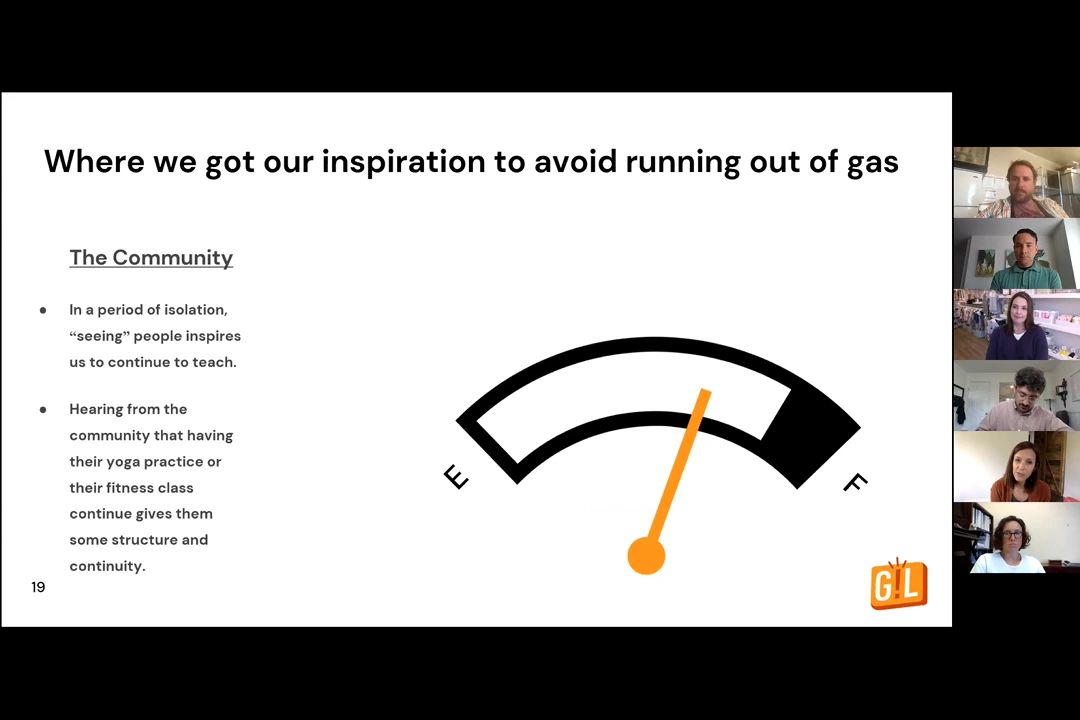 Where we got our inspiration to avoid running out of gas
The Community
● In a period of isolation,
“seeing” people inspires
us to continue to teach.
● Hearing from the
community that having
their yoga practice or
their fitness class
continue gives them
some structure and
continuity.
E
F
19
G!L